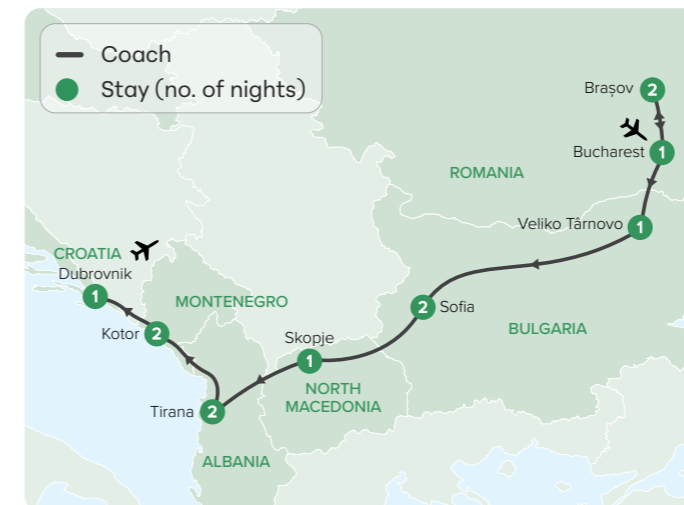 Coach
Stay (no. of nights)
Brașov
2
Bucharest
1
ROMANIA
Veliko Târnovo
1
CROATIA
Dubrovnik
1
MONTENEGRO
2
Sofia
BULGARIA
Kotor
2
Skopje
1
NORTH
MACEDONIA
Tirana
2
ALBANIA